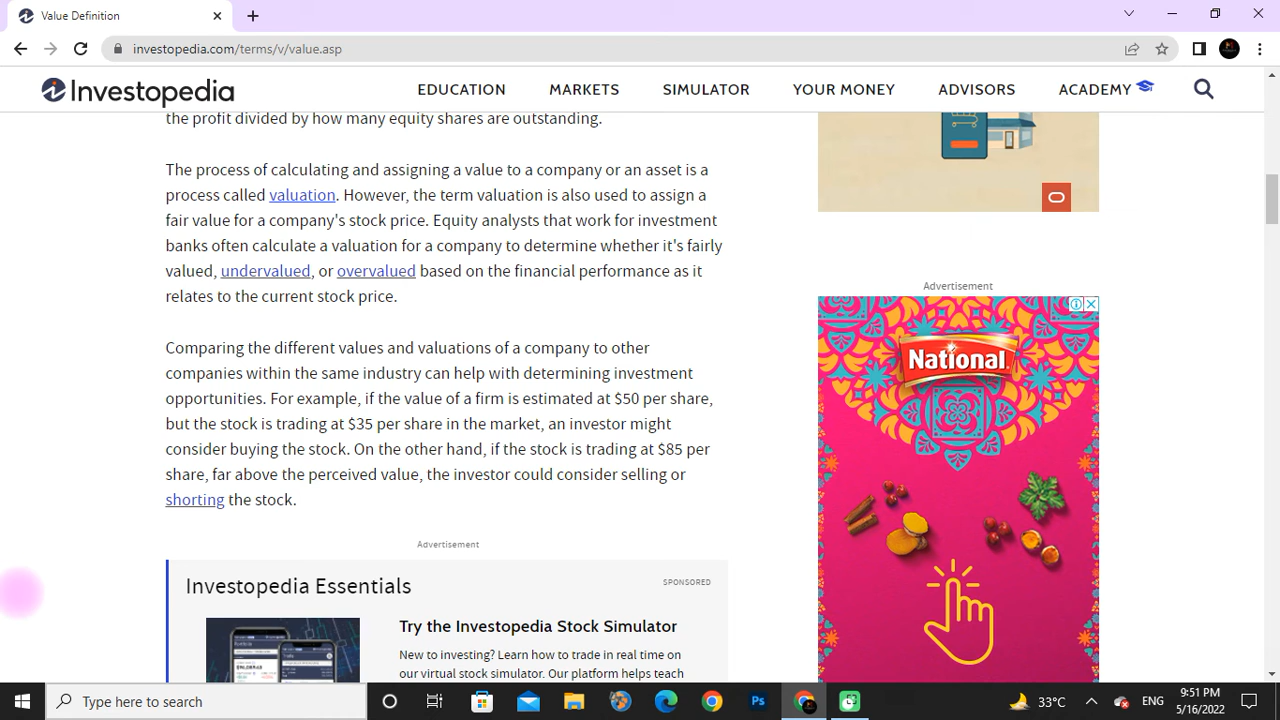 Value Definition
investopedia.com/terms/v/value.asp
Investopedia
EDUCATION
MARKETS
SIMULATOR
YOUR MONEY
ADVISORS
ACADEMY
the profit divided by how many equity shares are outstanding.
The process of calculating and assigning a value to a company or an asset is a
process called valuation. However, the term valuation is also used to assign a
fair value for a company's stock price. Equity analysts that work for investment
banks often calculate a valuation for a company to determine whether it's fairly
valued, undervalued, or overvalued based on the financial performance as it
relates to the current stock price.
Comparing the different values and valuations of a company to other
companies within the same industry can help with determining investment
opportunities. For example, if the value of a firm is estimated at $50 per share,
but the stock is trading at $35 per share in the market, an investor might
consider buying the stock. On the other hand, if the stock is trading at $85 per
share, far above the perceived value, the investor could consider selling or
shorting the stock.
Advertisement
Investopedia Essentials
SPONSORED
Try the Investopedia Stock Simulator
New to investing? Learn how to trade in real time on
our virtual stock simulator. Our platform helps teach
Advertisement
National
Type here to search
Ps
33°C
ENG
9:51 PM
5/16/2022